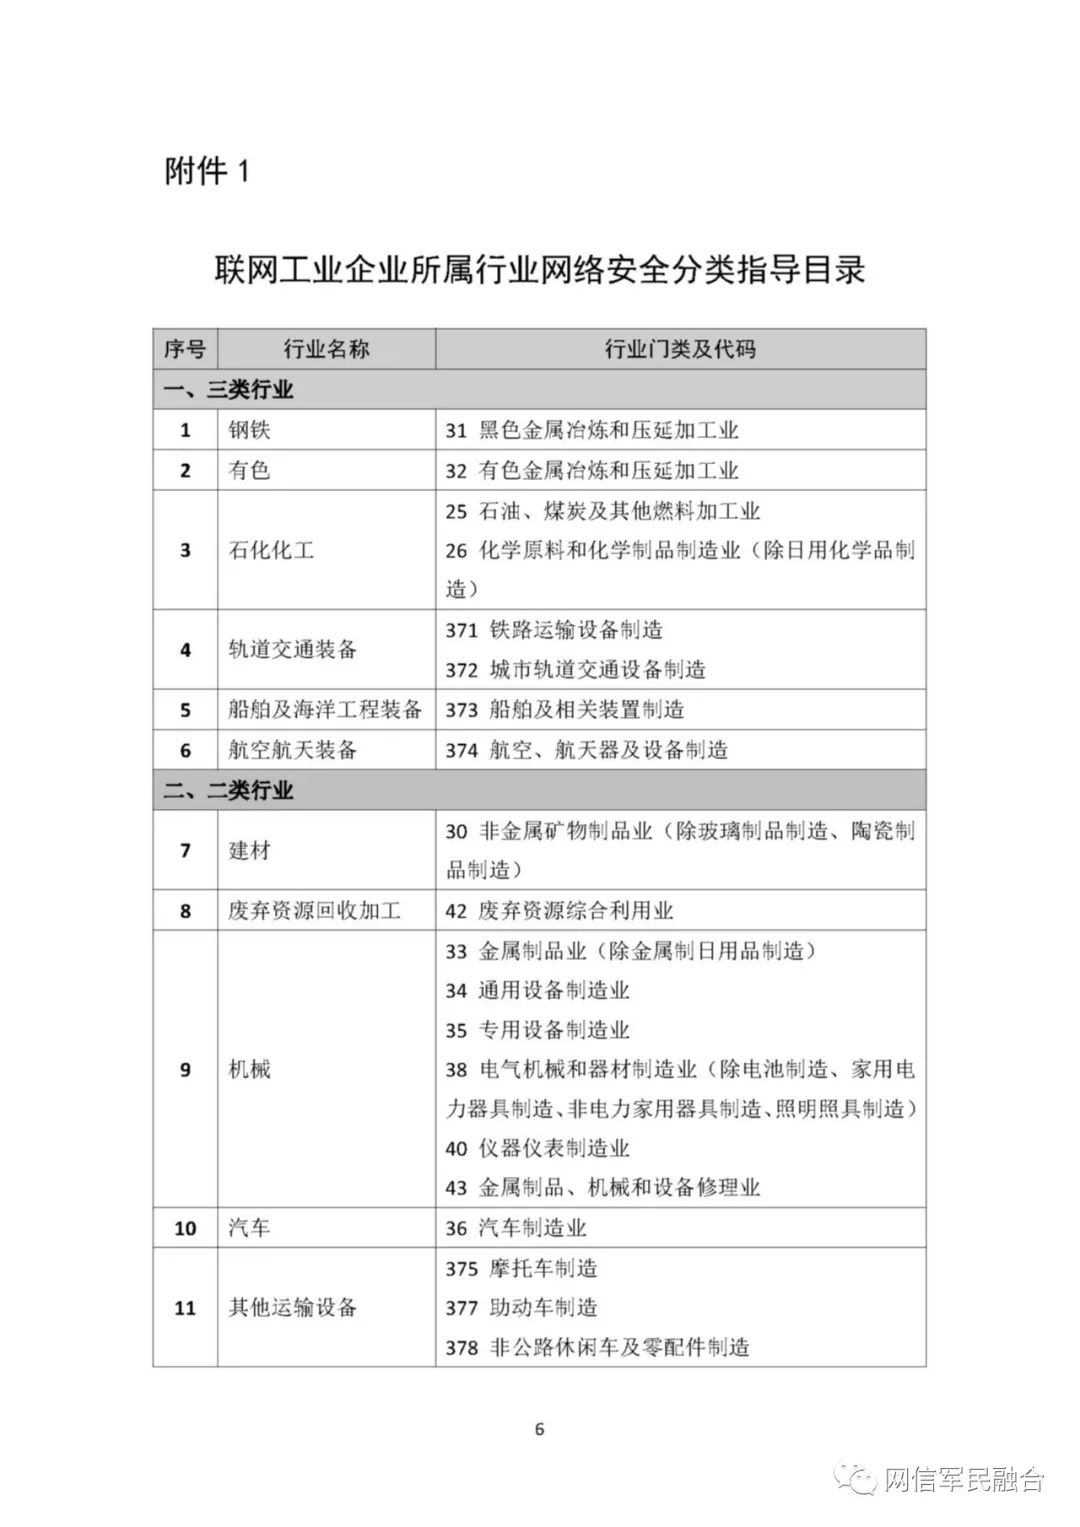 附件 1
联网工业企业所属行业网络安全分类指导目录
序号 行业名称 行业门类及代码
一、三类行业
1 钢铁 31 黑色金属冶炼和压延加工业
2 有色 32 有色金属冶炼和压延加工业
3 石化化工 25 石油、煤炭及其他燃料加工业
26 化学原料和化学制品制造业（除日用化学品制
造）
4 轨道交通装备 371 铁路运输设备制造
372 城市轨道交通设备制造
5 船舶及海洋工程装备 373 船舶及相关装置制造
6 航空航天装备 374 航空、航天器及设备制造
二、二类行业
7 建材 30 非金属矿物制品业（除玻璃制品制造、陶瓷制
品制造）
8 废弃资源回收加工 42 废弃资源综合利用业
9 机械 33 金属制品业（除金属制日用品制造）
34 通用设备制造业
35 专用设备制造业
38 电气机械和器材制造业（除电池制造、家用电
力器具制造、非电力家用器具制造、照明照具制造）
40 仪器仪表制造业
43 金属制品、机械和设备修理业
10 汽车 36 汽车制造业
11 其他运输设备 375 摩托车制造
377 助动车制造
378 非公路休闲车及零配件制造
6
网信军民融合